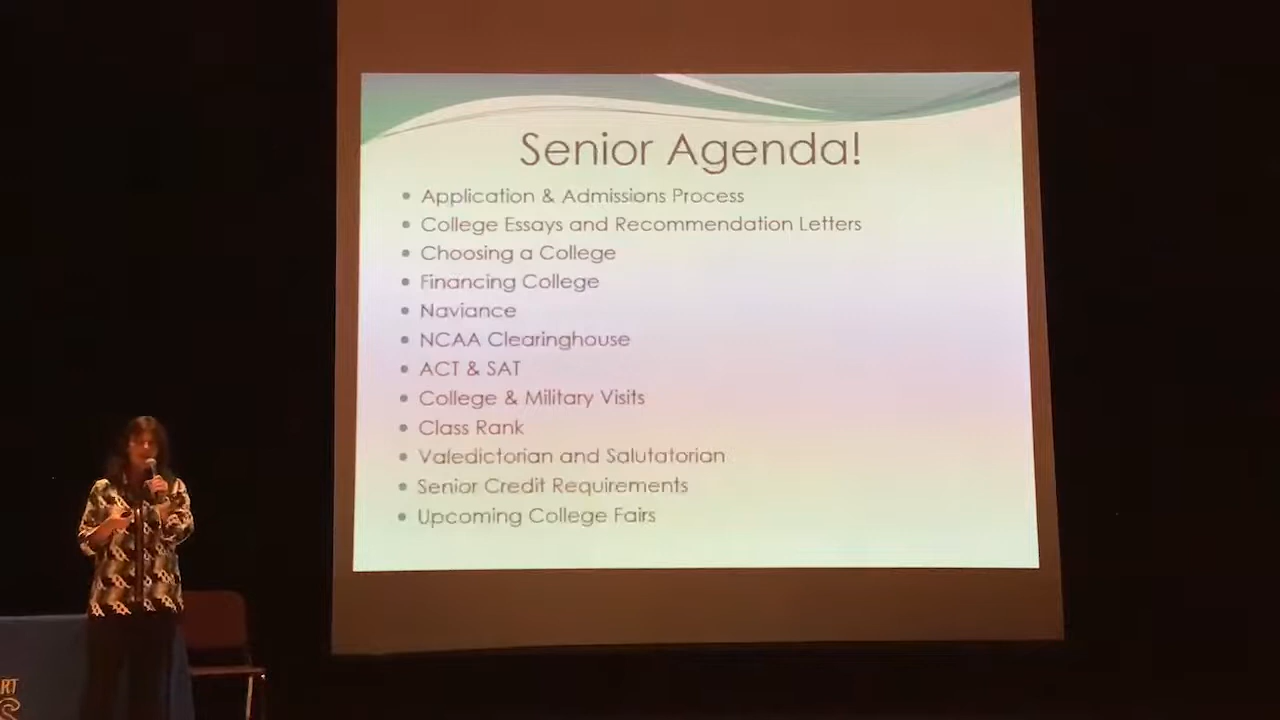 Senior Agenda!
• Application & Admissions Process
• College Essays and Recommendation Letters
• Choosing a College
• Financing College
• Naviance
• NCAA Clearinghouse
• ACT & SAT
• College & Military Visits
• Class Rank
• Valedictorian and Salutatorian
• Senior Credit Requirements
• Upcoming College Fairs
RT
S